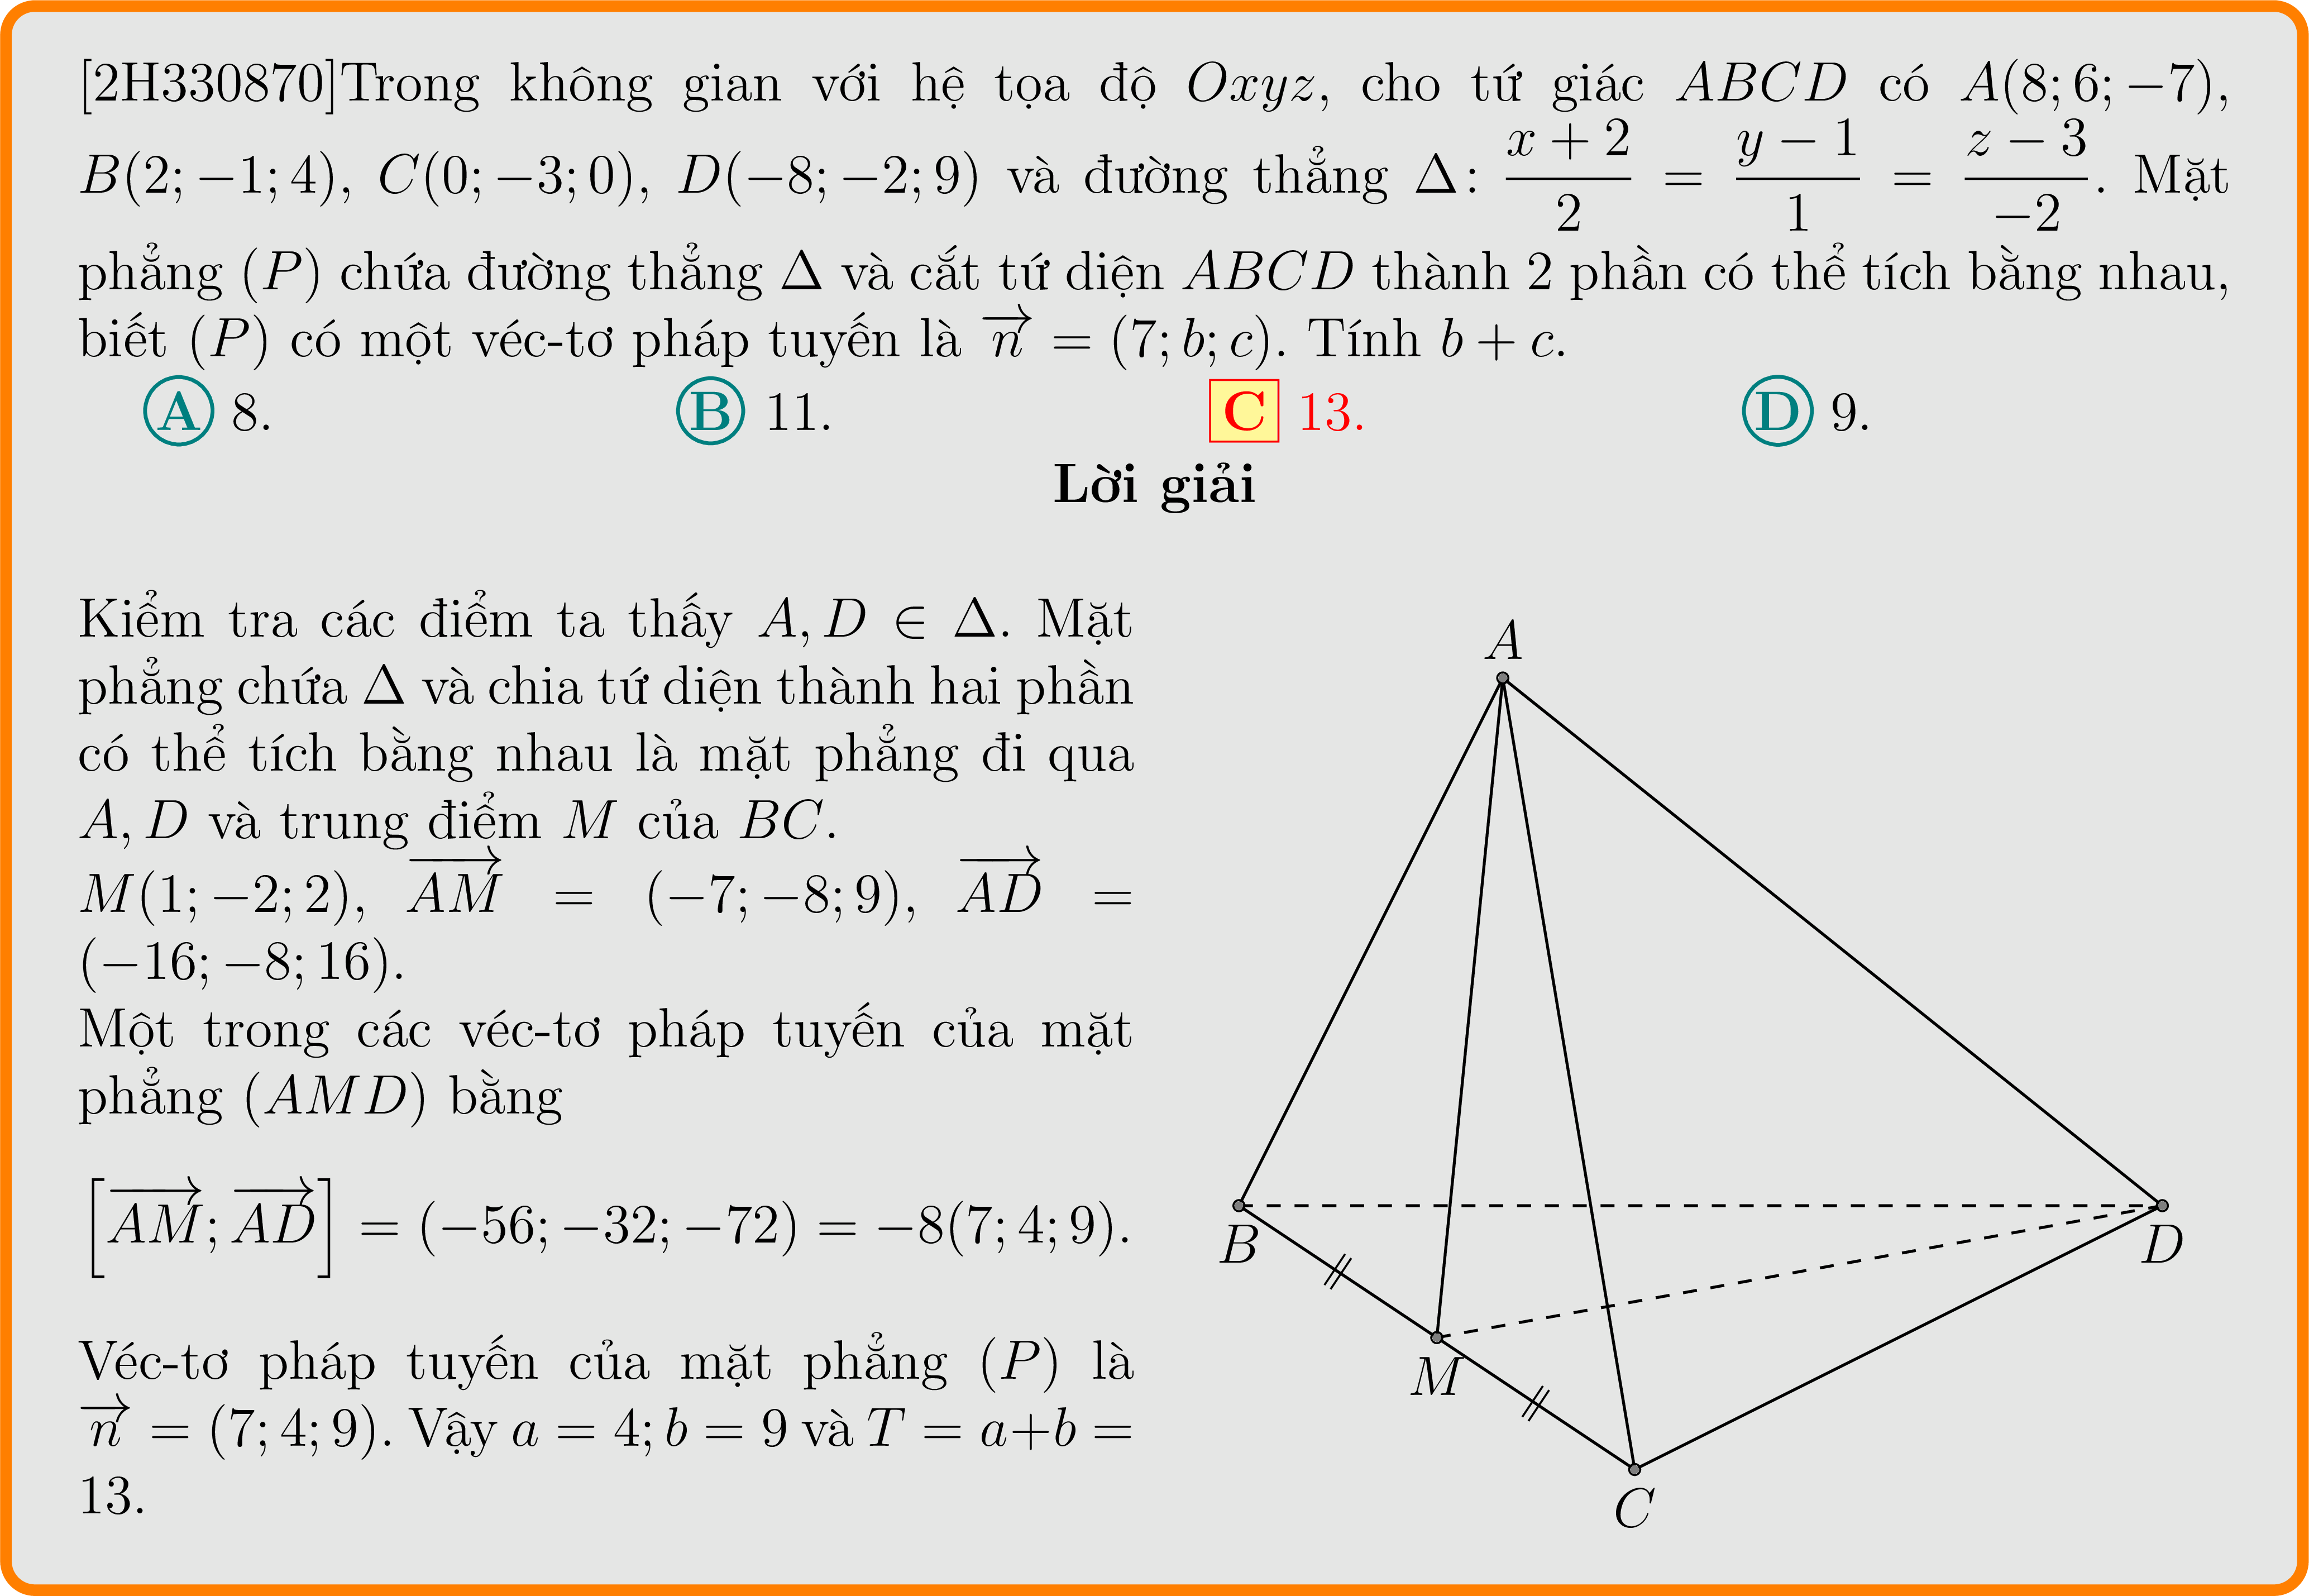 [2H330870]Trong không gian với hệ tọa độ Oxyz, cho tứ giác ABCD có A(8; 6; −7),
B(2; −1; 4), C(0; −3; 0), D(−8; −2; 9) và đường thẳng Δ: \frac{x + 2}{2} = \frac{y − 1}{1} = \frac{z − 3}{−2}. Mặt
phẳng (P) chứa đường thẳng Δ và cắt tứ diện ABCD thành 2 phần có thể tích bằng nhau,
biết (P) có một véc-tơ pháp tuyến là \overrightarrow{n} = (7; b; c). Tính b + c.
A 8. B 11. C 13. D 9.
Lời giải
Kiểm tra các điểm ta thấy A, D ∈ Δ. Mặt
phẳng chứa Δ và chia tứ diện thành hai phần
có thể tích bằng nhau là mặt phẳng đi qua
A, D và trung điểm M của BC.
M(1; −2; 2), \overrightarrow{AM} = (−7; −8; 9), \overrightarrow{AD} =
(−16; −8; 16).
Một trong các véc-tơ pháp tuyến của mặt
phẳng (AMD) bằng
[\overrightarrow{AM}; \overrightarrow{AD}] = (−56; −32; −72) = −8(7; 4; 9).
Véc-tơ pháp tuyến của mặt phẳng (P) là
\overrightarrow{n} = (7; 4; 9). Vậy a = 4; b = 9 và T = a+b =
13.
A
B
D
M
C